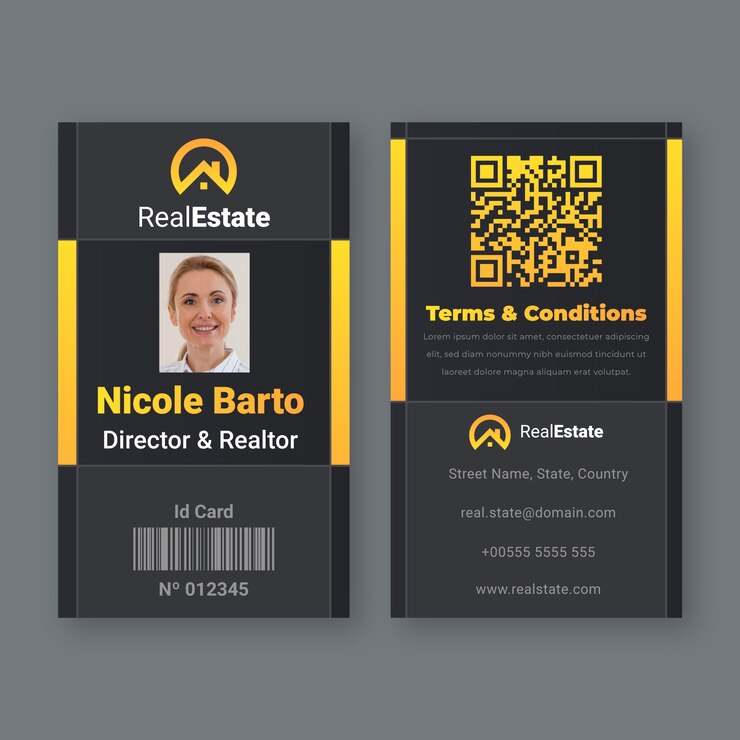 RealEstate
Nicole Barto
Director & Realtor
Id Card
Nº 012345
Terms & Conditions
Lorem ipsum dolor sit amet, consectetuer adipiscing
elit, sed diam nonummy nibh euismod tincidunt ut
laoreet dolore magna aliquam erat volutpat.
RealEstate
Street Name, State, Country
real.state@domain.com
+00555 5555 555
www.realstate.com